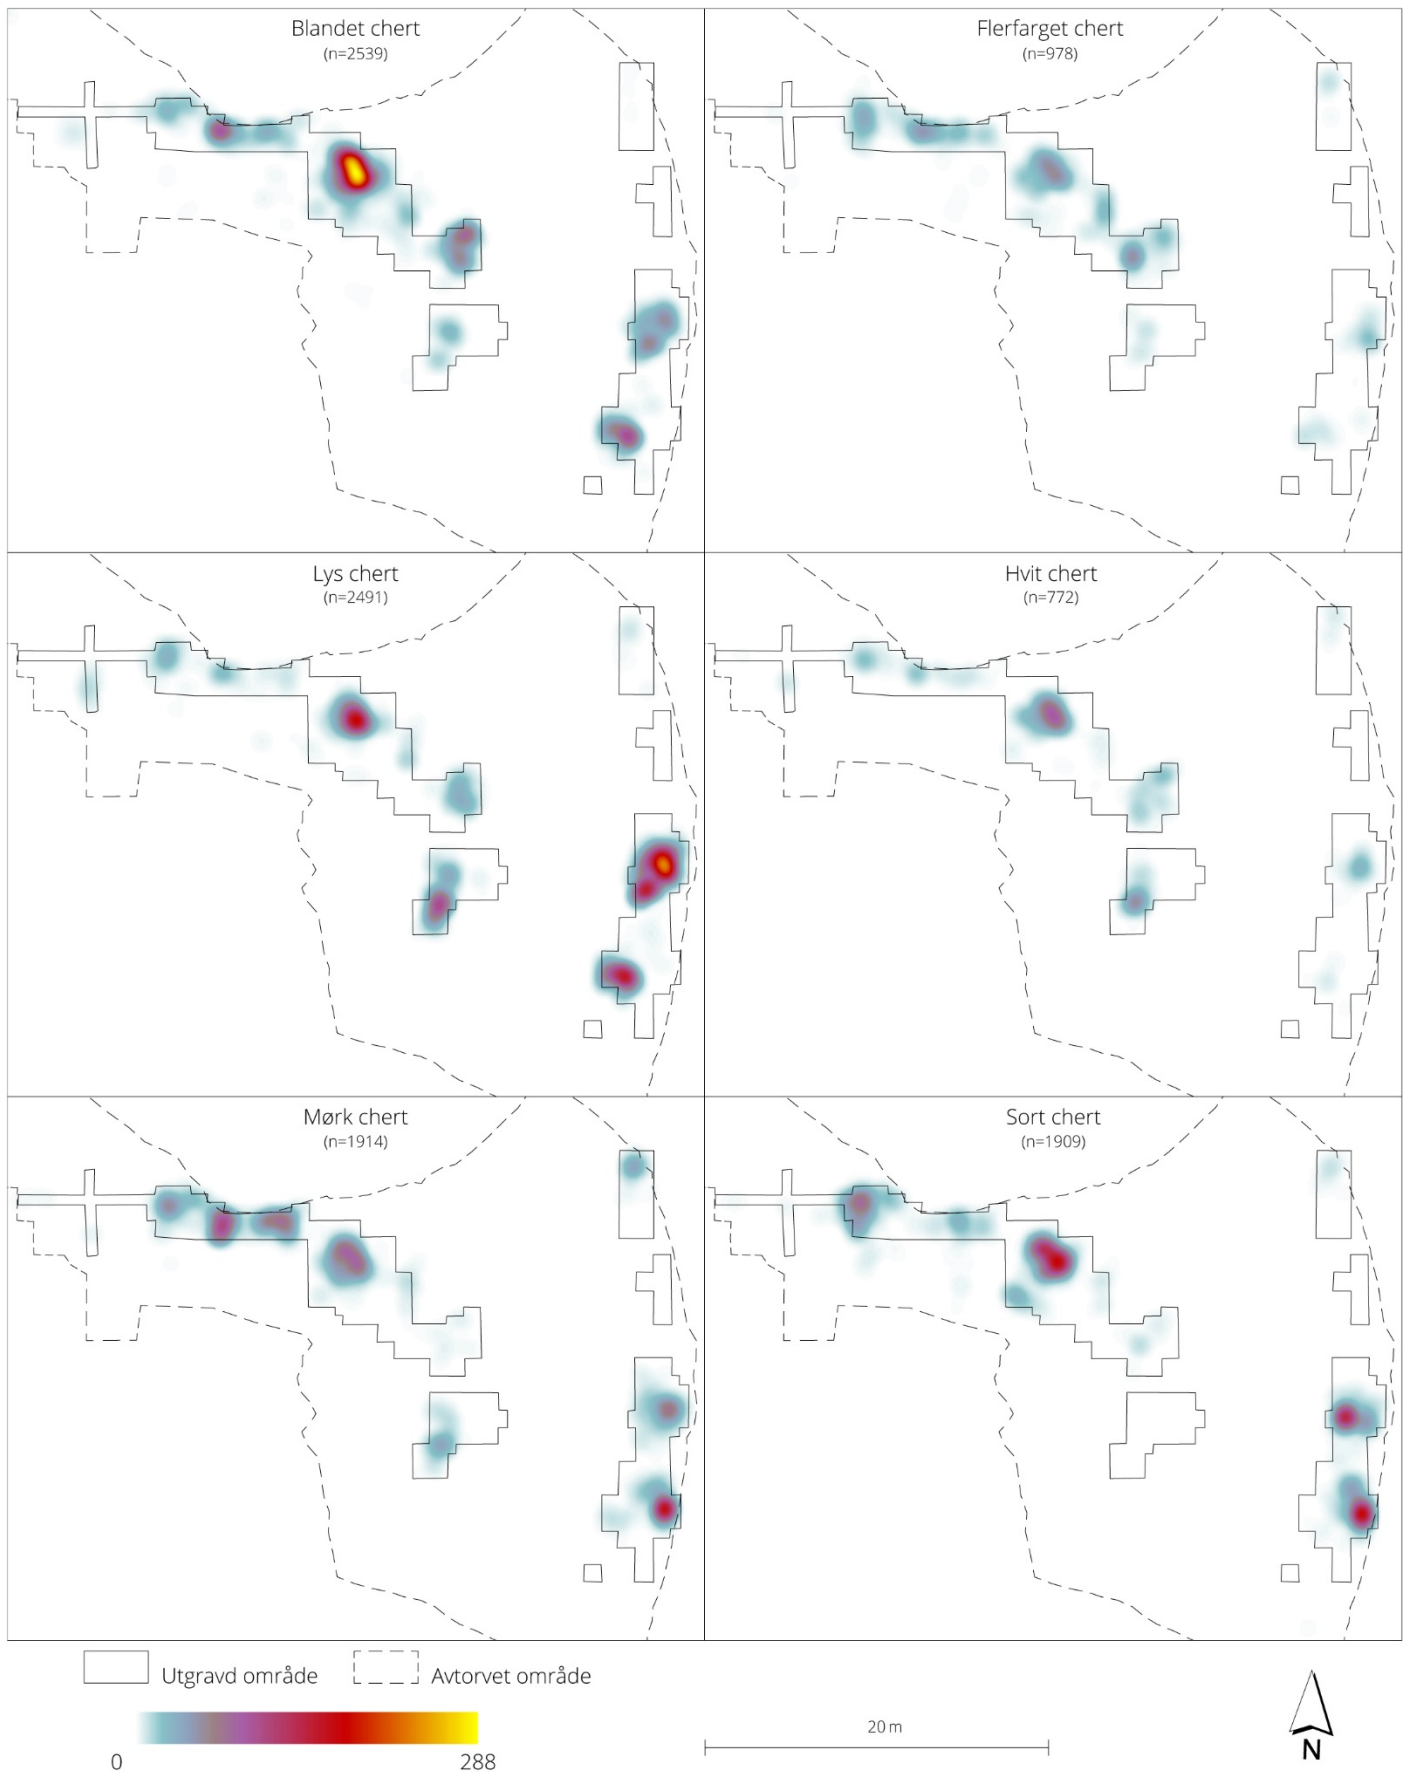 Blandet chert
(n=2539)
Flerfarget chert
(n=978)
Lys chert
(n=2491)
Hvit chert
(n=772)
Mørk chert
(n=1914)
Sort chert
(n=1909)
Utgravd område
Avtorvet område
0
288
20 m
N